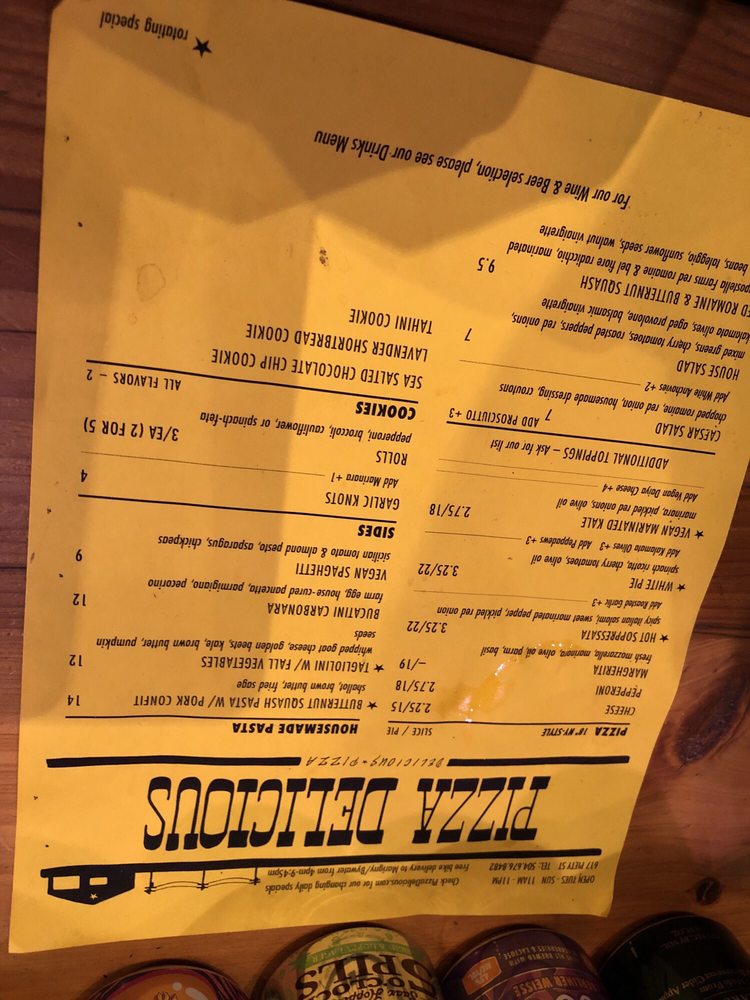 OPEN TUES - SUN 11AM - 11PM
617 PIETY ST TEL: 504.676.8482
Check PizzaDelicious.com for our changing daily specials
Free bike delivery to Marigny/Bywater from 4pm-9:45pm
PIZZA DELICIOUS
DELICIOUS PIZZA
PIZZA 18" NY-STYLE SLICE / PIE
CHEESE 2.25/15
PEPPERONI 2.75/18
MARGHERITA —/19
fresh mozzarella, marinara, olive oil, parm, basil
★ HOT SOPPRESSATA 3.25/22
spicy italian salami, sweet marinated pepper, pickled red onion
Add Roasted Garlic +3
★ WHITE PIE 3.25/22
spinach ricotta, cherry tomatoes, olive oil
Add Kalamata Olives +3 Add Peppadews +3
★ VEGAN MARINATED KALE 2.75/18
marinara, red pickled onions, olive oil
Add Vegan Daiya Cheese +4
ADDITIONAL TOPPINGS – Ask for our list
CAESAR SALAD 7 ADD PROSCIUTTO +3
chopped romaine, red onion, housemade dressing, croutons
Add White Anchovies +2
HOUSE SALAD 7
mixed greens, cherry tomatoes, roasted peppers, red onions,
kalamata olives, aged provolone, balsamic vinaigrette
ED ROMAINE & BUTTERNUT SQUASH 9.5
postella Farms red romaine & bel fiore radicchio, marinated
beans, taleggio, sunflower seeds, walnut vinaigrette
HOUSEMADE PASTA
★ BUTTERNUT SQUASH PASTA W/ PORK CONFIT 14
shallot, brown butter, fried sage
★ TAGLIOLINI W/ FALL VEGETABLES 12
whipped goat cheese, golden beets, kale, brown butter, pumpkin
seeds
BUCATINI CARBONARA 12
farm egg, house-cured pancetta, parmigiano, pecorino
VEGAN SPAGHETTI 9
sicilian tomato & almond pesto, asparagus, chickpeas
SIDES
GARLIC KNOTS 4
Add Marinara +1
ROLLS 3/EA (2 FOR 5)
pepperoni, broccoli, cauliflower, or spinach-feta
COOKIES ALL FLAVORS – 2
SEA SALTED CHOCOLATE CHIP COOKIE
LAVENDER SHORTBREAD COOKIE
TAHINI COOKIE
For our Wine & Beer selection, please see our Drinks Menu
★ rotating special
O'CLOCK
PILS
WEISSE